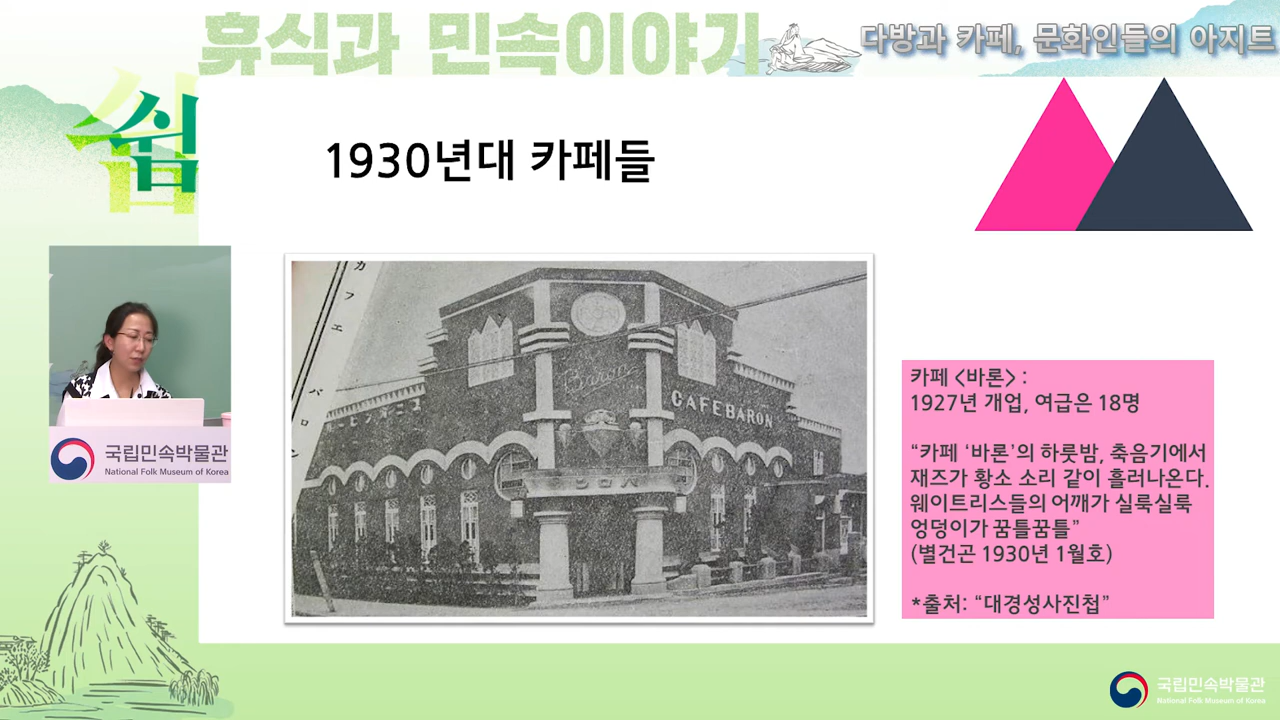 휴식과 민속이야기
다방과 카페, 문화인들의 아지트
쉼
1930년대 카페들
カフェ バロン
Baron
CAFEBARON
카페 <바론> :
1927년 개업, 여급은 18명
“카페 ‘바론’의 하룻밤, 축음기에서
재즈가 황소 소리 같이 흘러나온다.
웨이트리스들의 어깨가 실룩실룩
엉덩이가 꿈틀꿈틀”
(별건곤 1930년 1월호)
*출처: “대경성사진첩”
국립민속박물관
National Folk Museum of Korea
국립민속박물관
National Folk Museum of Korea